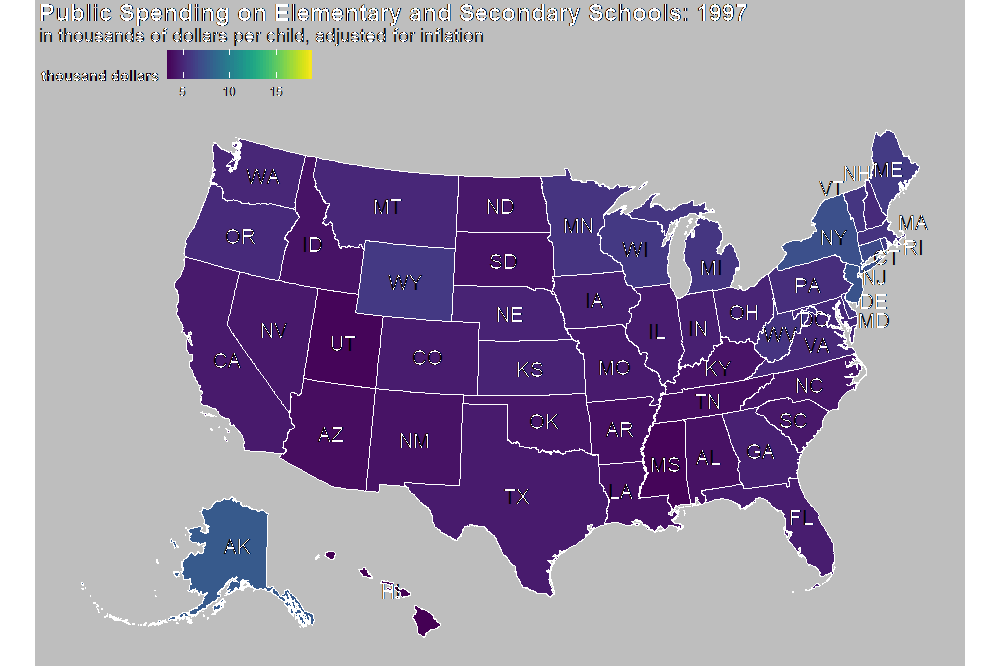 Public Spending on Elementary and Secondary Schools: 1997
in thousands of dollars per child, adjusted for inflation
thousand dollars
5 10 15
WA
MT
ND
MN
VT
NH
ME
OR
ID
SD
WI
MI
NY
MA
RI
CT
WY
NE
IA
PA
NJ
DE
MD
NV
UT
CO
KS
MO
IL
IN
OH
WV
DC
VA
CA
KY
AZ
NM
OK
AR
TN
NC
SC
TX
LA
MS
AL
GA
FL
AK
HI